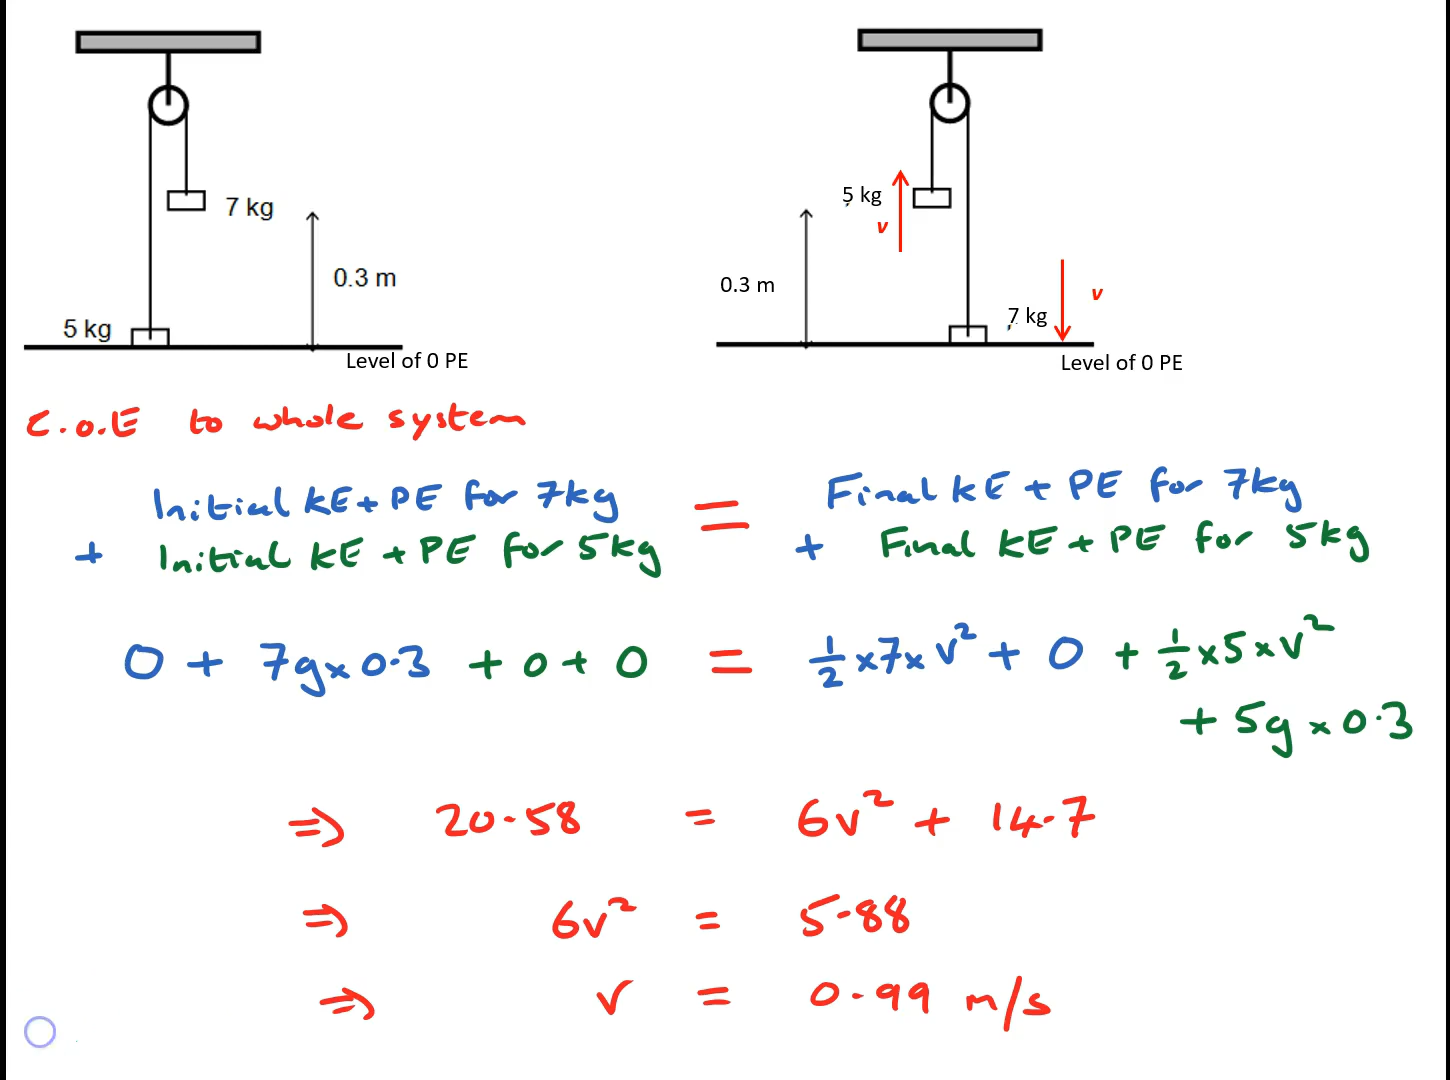 7 kg
0.3 m
5 kg
Level of 0 PE
5 kg
v
0.3 m
v
7 kg
Level of 0 PE
C.O.E to whole system
Initial KE + PE for 7kg = Final KE + PE for 7kg
+ Initial KE + PE for 5kg + Final KE + PE for 5kg
0 + 7g x 0.3 + 0 + 0 = 1/2 x 7 x v² + 0 + 1/2 x 5 x v²
+ 5g x 0.3
⇒ 20.58 = 6v² + 14.7
⇒ 6v² = 5.88
⇒ v = 0.99 m/s